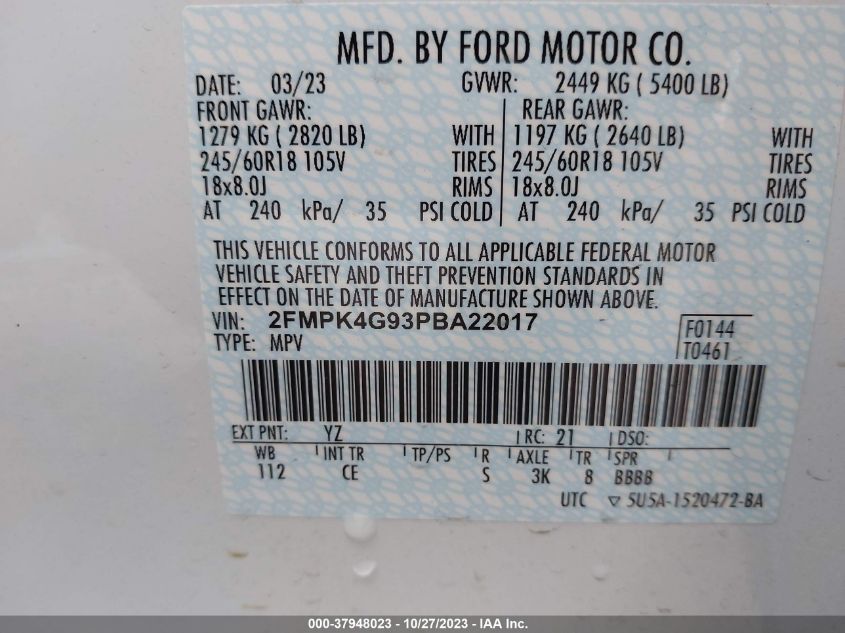 MFD. BY FORD MOTOR CO.
DATE: 03/23 GVWR: 2449 KG ( 5400 LB)
FRONT GAWR: REAR GAWR:
1279 KG ( 2820 LB) WITH 1197 KG ( 2640 LB) WITH
245/60R18 105V TIRES 245/60R18 105V TIRES
18x8.0J RIMS 18x8.0J RIMS
AT 240 kPa/ 35 PSI COLD AT 240 kPa/ 35 PSI COLD
THIS VEHICLE CONFORMS TO ALL APPLICABLE FEDERAL MOTOR
VEHICLE SAFETY AND THEFT PREVENTION STANDARDS IN
EFFECT ON THE DATE OF MANUFACTURE SHOWN ABOVE.
VIN: 2FMPK4G93PBA22017 F0144
TYPE: MPV T0461
EXT PNT: YZ RC: 21 DSO:
WB INT TR TP/PS R AXLE TR SPR
112 CE S 3K 8 BBBB
UTC ▽ 5U5A-1520472-BA
000-37948023 - 10/27/2023 - IAA Inc.